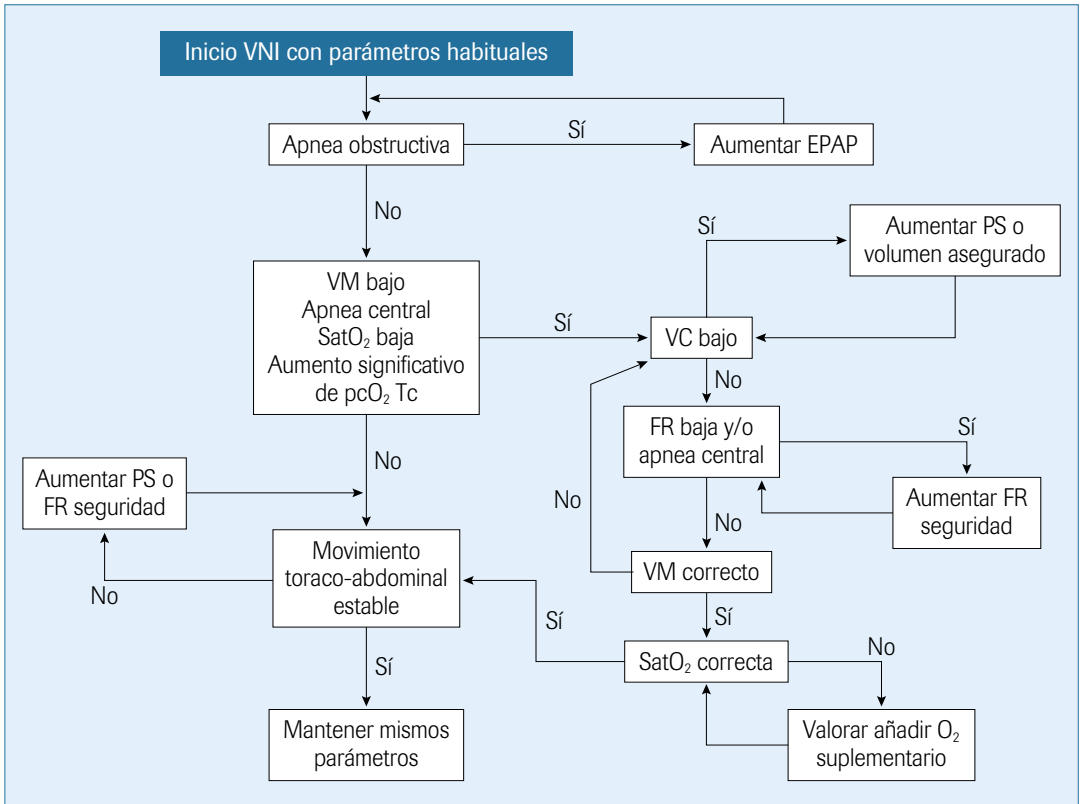 Inicio VNI con parámetros habituales
Apnea obstructiva
Sí
Aumentar EPAP
No
VM bajo
Apnea central
SatO₂ baja
Aumento significativo
de pcO₂ Tc
Sí
VC bajo
Sí
Aumentar PS o
volumen asegurado
No
FR baja y/o
apnea central
Sí
Aumentar FR
seguridad
No
VM correcto
No
Sí
SatO₂ correcta
No
Valorar añadir O₂
suplementario
Sí
No
Aumentar PS o
FR seguridad
Movimiento
toraco-abdominal
estable
No
Sí
Mantener mismos
parámetros